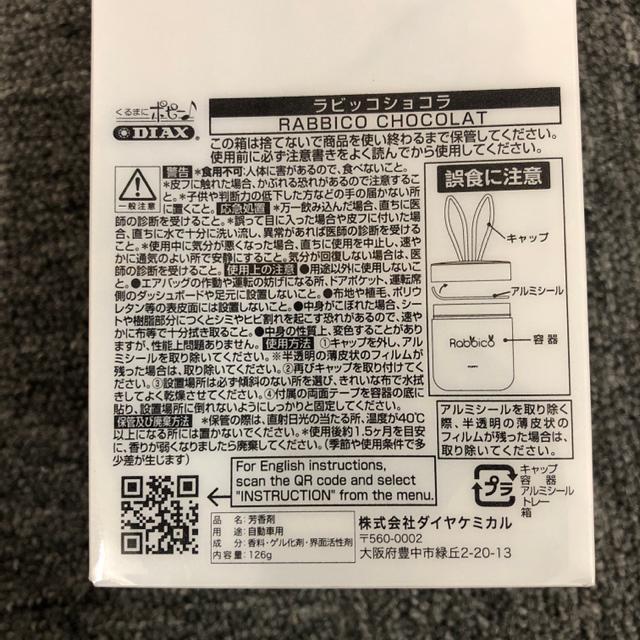 くるまにポピー♪
DIAX
ラビッコショコラ
RABBICO CHOCOLAT
この箱は捨てないで商品を使い終わるまで保管してください。
使用前に必ず注意書きをよく読んでから使用してください。
一般注意
警告 *食用不可:人体に害があるので、食べないこと。
*皮フに触れた場合、かぶれる恐れがあるので注意するこ
と。*子供や判断力の低下した方などの手の届かない所
に置くこと。 応急処置 *万一飲み込んだ場合、直ちに医
師の診断を受けること。*誤って目に入った場合や皮フに付いた場
合、直ちに水で十分に洗い流し、異常があれば医師の診断を受けるこ
と。*使用中に気分が悪くなった場合、直ちに使用を中止し、速や
かに通気のよい所で安静にすること。気分が回復しない場合は、医
師の診断を受けること。 使用上の注意 ●用途以外に使用しないこ
と。●エアバッグの作動や運転の妨げになる所、ドアポケット、運転席
側のダッシュボードや足元に設置しないこと。●布地や植毛、ポリウ
レタン等の表皮面には設置しないこと。●中身がこぼれた場合、シー
トや樹脂部分につくとシミやヒビ割れを起こす恐れがあるので、速や
かに布等で十分拭き取ること。●中身の性質上、変色することがあり
ますが、性能上問題ありません。 使用方法 ①キャップを外し、アル
ミシールを取り除いてください。※半透明の薄皮状のフィルムが
残った場合は、取り除いてください。②再びキャップを取り付けてく
ださい。③設置場所は必ず傾斜のない所を選び、きれいな布で水拭
きしてよく乾燥させてください。④付属の両面テープを容器の底に
貼り、設置場所に倒れないようにしっかりと固定してください。
保管及び廃棄方法 *保管の際は、直射日光の当たる所、温度が40℃
以上になる所には置かないでください。*使用後約1.5ヶ月を目安
に、香りが弱くなりましたら廃棄してください。(季節や使用条件で多
少差が生じます)
誤食に注意
キャップ
アルミシール
Rabbico
容器
アルミシールを取り除く
際、半透明の薄皮状の
フィルムが残った場合は、
取り除いてください。
For English instructions,
scan the QR code and select
"INSTRUCTION" from the menu.
プラ
キャップ
容器
アルミシール
トレー
箱
品名:芳香剤
用途:自動車用
成分:香料・ゲル化剤・界面活性剤
内容量:126g
株式会社ダイヤケミカル
〒560-0002
大阪府豊中市緑丘2-20-13